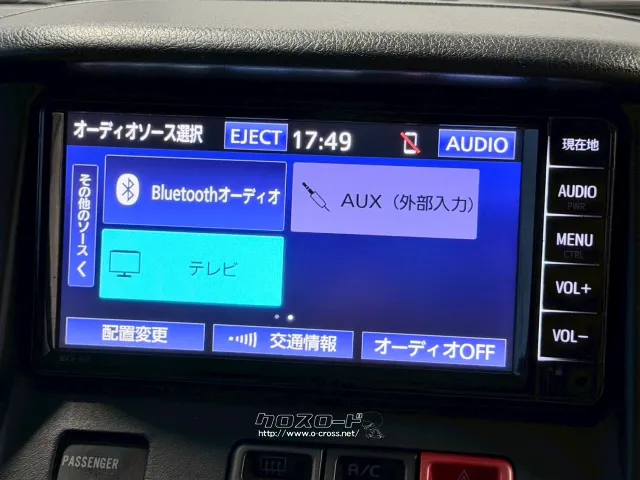 オーディオソース選択 EJECT 17:49 AUDIO
現在地
その他のソース く
Bluetoothオーディオ
AUX (外部入力)
AUDIO
PWR
テレビ
MENU
CTRL
VOL+
配置変更
交通情報
オーディオOFF
VOL-
クロスロード
http://www.o-cross.net/
PASSENGER
A/C